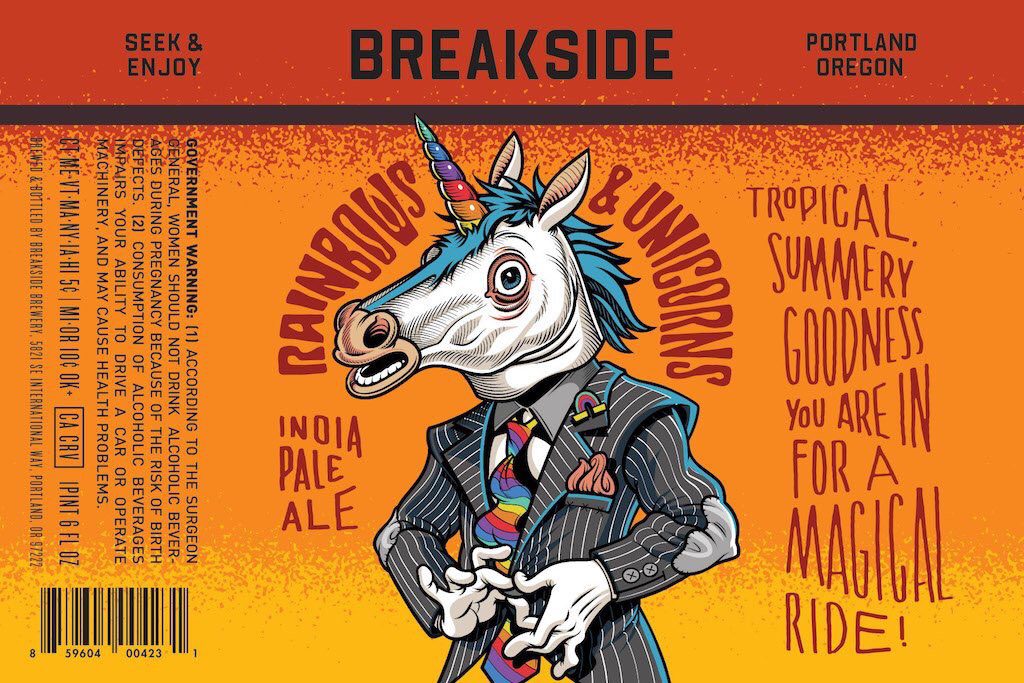 SEEK &
ENJOY
BREAKSIDE
PORTLAND
OREGON
RAINBOWS
& UNICORNS
INDIA
PALE
ALE
TROPICAL,
SUMMERY
GOODNESS
YOU ARE IN
FOR A
MAGICAL
RIDE!
GOVERNMENT WARNING: (1) ACCORDING TO THE SURGEON
GENERAL, WOMEN SHOULD NOT DRINK ALCOHOLIC BEVER-
AGES DURING PREGNANCY BECAUSE OF THE RISK OF BIRTH
DEFECTS. (2) CONSUMPTION OF ALCOHOLIC BEVERAGES
IMPAIRS YOUR ABILITY TO DRIVE A CAR OR OPERATE
MACHINERY, AND MAY CAUSE HEALTH PROBLEMS.
CT·ME·VT·MA·NY·IA·HI 5¢ | MI·OR 10¢ OK+ CA CRV 1PINT 6 FL OZ
BREWED & BOTTLED BY BREAKSIDE BREWERY 5821 SE INTERNATIONAL WAY, PORTLAND, OR 97222
8 59604 00423 1